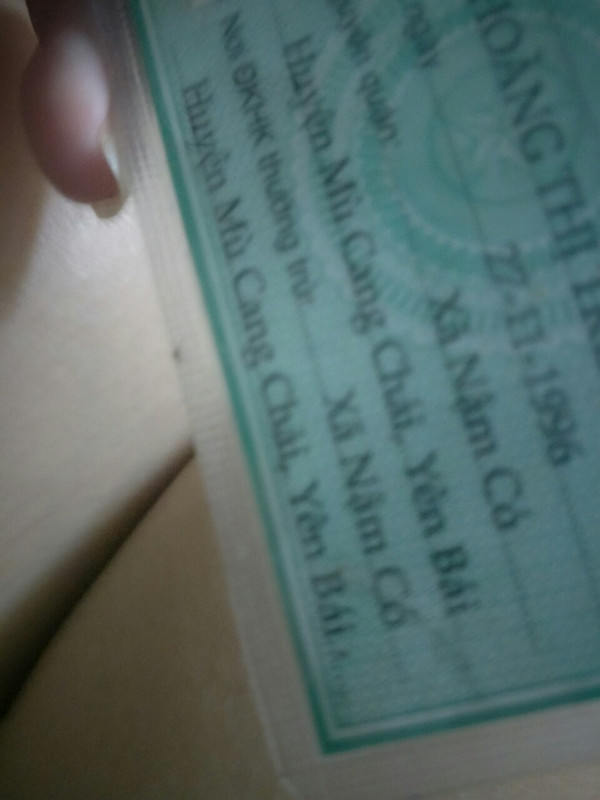 HOÀNG THỊ
ngày 27-11-1996
nguyên quán: Xã Nậm Có
Huyện Mù Cang Chải, Yên Bái
Nơi ĐKHK thường trú: Xã Nậm Có
Huyện Mù Cang Chải, Yên Bái.